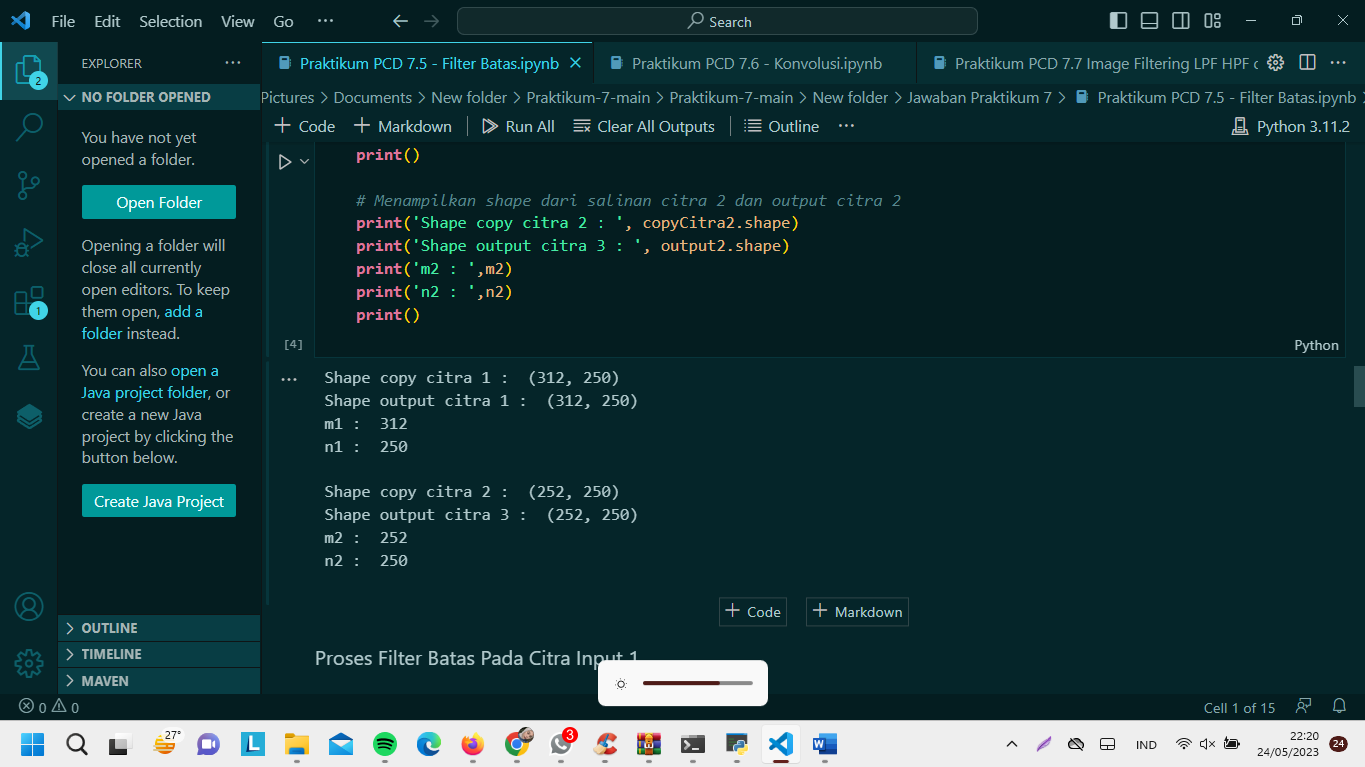 File Edit Selection View Go ··· Search
EXPLORER ···
NO FOLDER OPENED
You have not yet
opened a folder.
Open Folder
Opening a folder will
close all currently
open editors. To keep
them open, add a
folder instead.
You can also open a
Java project folder, or
create a new Java
project by clicking the
button below.
Create Java Project
OUTLINE
TIMELINE
MAVEN
2
1
Praktikum PCD 7.5 - Filter Batas.ipynb Praktikum PCD 7.6 - Konvolusi.ipynb Praktikum PCD 7.7 Image Filtering LPF HPF
Pictures > Documents > New folder > Praktikum-7-main > Praktikum-7-main > New folder > Jawaban Praktikum 7 > Praktikum PCD 7.5 - Filter Batas.ipynb >
+ Code + Markdown Run All Clear All Outputs Outline ··· Python 3.11.2
print()
# Menampilkan shape dari salinan citra 2 dan output citra 2
print('Shape copy citra 2 : ', copyCitra2.shape)
print('Shape output citra 3 : ', output2.shape)
print('m2 : ',m2)
print('n2 : ',n2)
print()
[4] Python
Shape copy citra 1 :  (312, 250)
Shape output citra 1 :  (312, 250)
m1 :  312
n1 :  250
Shape copy citra 2 :  (252, 250)
Shape output citra 3 :  (252, 250)
m2 :  252
n2 :  250
+ Code + Markdown
Proses Filter Batas Pada Citra Input 1
0 0 Cell 1 of 15
27° L 3 W IND 22:20
24/05/2023 24